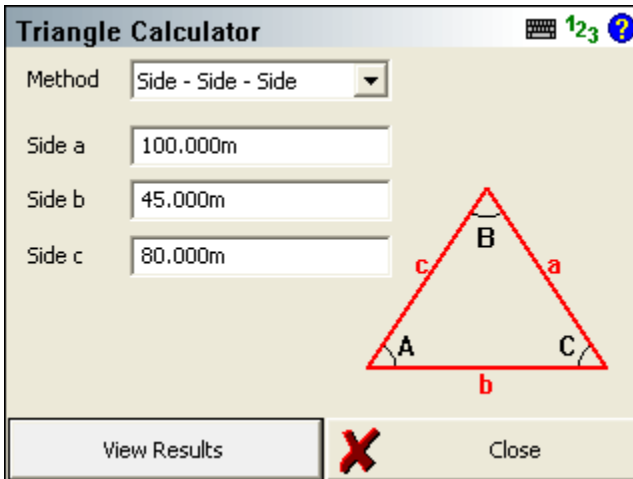 Triangle Calculator 123 ?
Method Side - Side - Side
Side a 100.000m
Side b 45.000m
Side c 80.000m
B
c a
A C
b
View Results Close